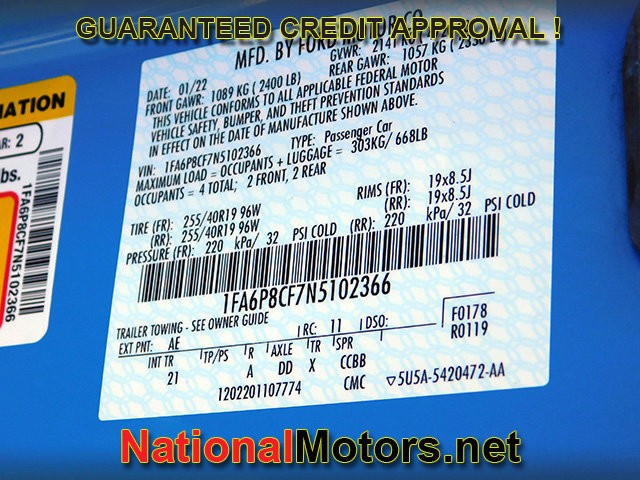 GUARANTEED CREDIT APPROVAL !
MFD. BY FORD
DATE: 01/22
GVWR: 2141
FRONT GAWR: 1089 KG ( 2400 LB)
REAR GAWR: 1057 KG
THIS VEHICLE CONFORMS TO ALL APPLICABLE FEDERAL MOTOR
VEHICLE SAFETY, BUMPER, AND THEFT PREVENTION STANDARDS
IN EFFECT ON THE DATE OF MANUFACTURE SHOWN ABOVE.
VIN: 1FA6P8CF7N5102366 TYPE: Passenger Car
MAXIMUM LOAD = OCCUPANTS + LUGGAGE = 303KG/ 668LB
OCCUPANTS = 4 TOTAL; 2 FRONT, 2 REAR
TIRE (FR): 255/40R19 96W RIMS (FR): 19x8.5J
(RR): 255/40R19 96W (RR): 19x8.5J
PRESSURE (FR): 220 kPa/ 32 PSI COLD (RR): 220 kPa/ 32 PSI COLD
1FA6P8CF7N5102366
TRAILER TOWING - SEE OWNER GUIDE
EXT PNT: AE RC: 11 DSO: F0178
R0119
INT TR TP/PS R AXLE TR SPR
21 A DD X CCBB
1202201107774 CMC ▽5U5A-5420472-AA
MATION
AR: 2
lbs.
1FA6P8CF7N5102366
NationalMotors.net